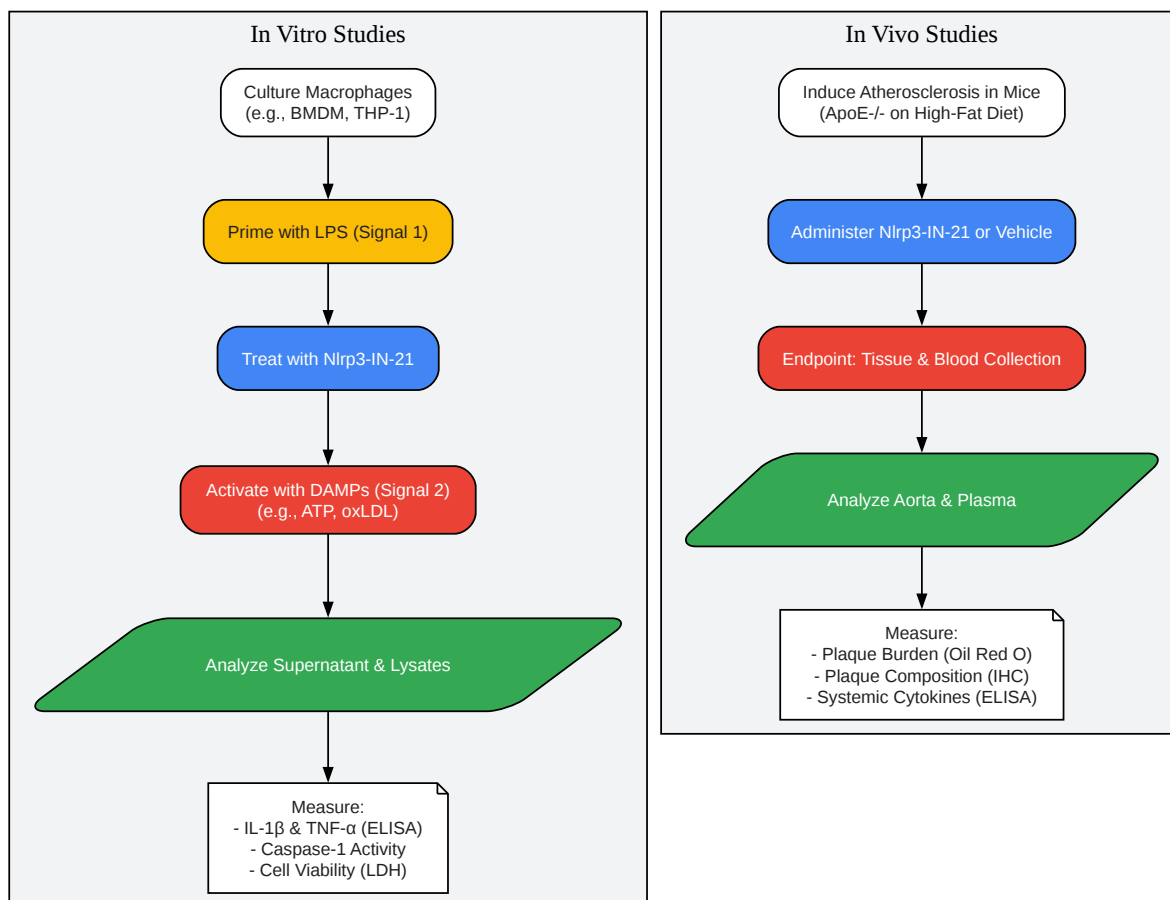 In Vitro Studies
Culture Macrophages
(e.g., BMDM, THP-1)
Prime with LPS (Signal 1)
Treat with Nlrp3-IN-21
Activate with DAMPs (Signal 2)
(e.g., ATP, oxLDL)
Analyze Supernatant & Lysates
Measure:
- IL-1β & TNF-α (ELISA)
- Caspase-1 Activity
- Cell Viability (LDH)
In Vivo Studies
Induce Atherosclerosis in Mice
(ApoE-/- on High-Fat Diet)
Administer Nlrp3-IN-21 or Vehicle
Endpoint: Tissue & Blood Collection
Analyze Aorta & Plasma
Measure:
- Plaque Burden (Oil Red O)
- Plaque Composition (IHC)
- Systemic Cytokines (ELISA)